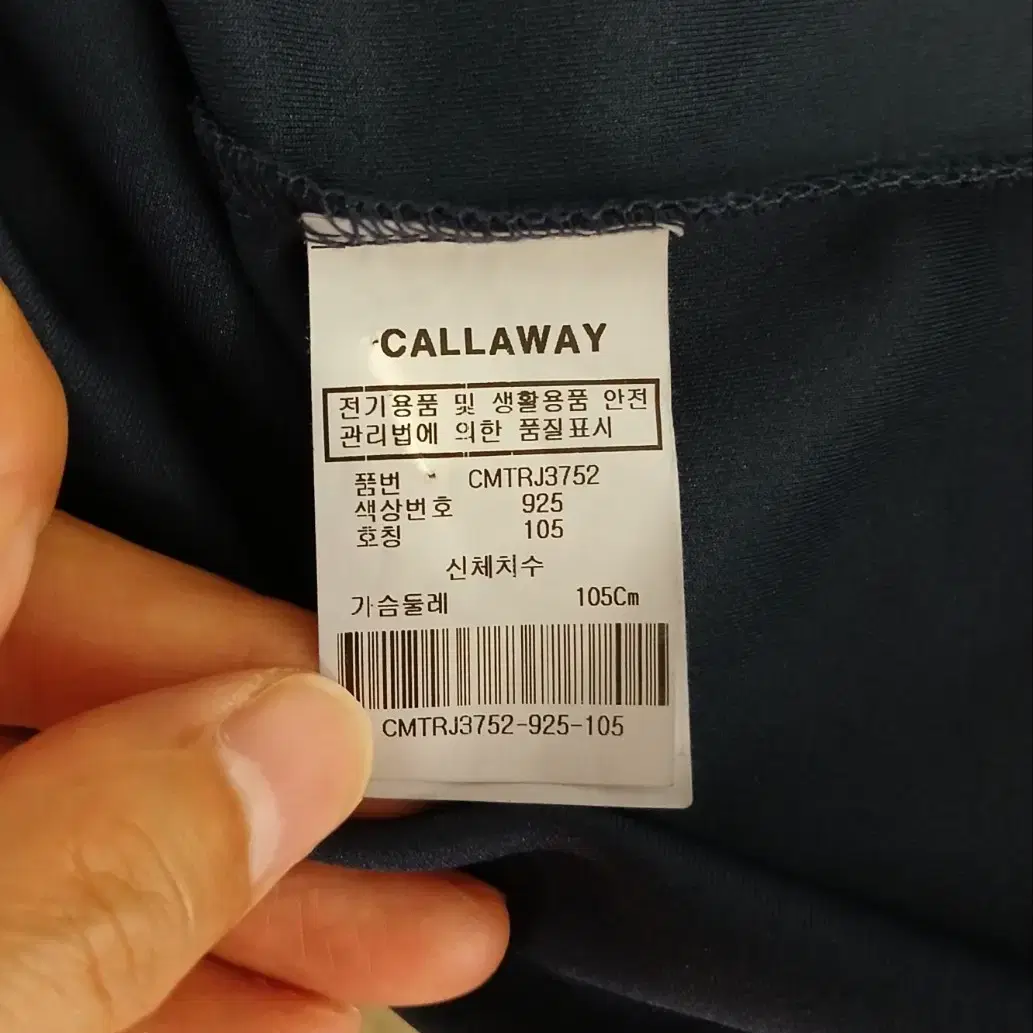 CALLAWAY
전기용품 및 생활용품 안전
관리법에 의한 품질표시
품번 CMTRJ3752
색상번호 925
호칭 105
신체치수
가슴둘레 105Cm
CMTRJ3752-925-105